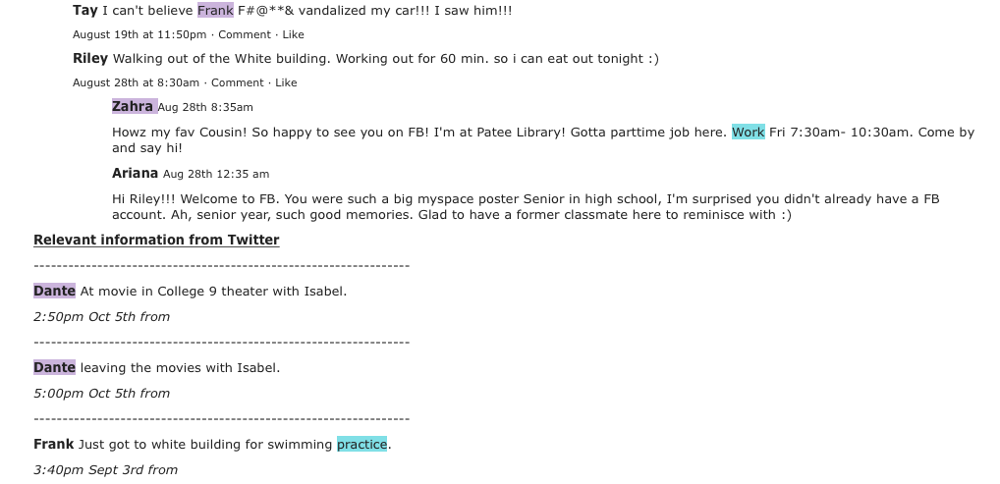 Tay I can't believe Frank F#@**& vandalized my car!!! I saw him!!!
August 19th at 11:50pm · Comment · Like
Riley Walking out of the White building. Working out for 60 min. so i can eat out tonight :)
August 28th at 8:30am · Comment · Like
Zahra Aug 28th 8:35am
Howz my fav Cousin! So happy to see you on FB! I'm at Patee Library! Gotta parttime job here. Work Fri 7:30am- 10:30am. Come by
and say hi!
Ariana Aug 28th 12:35 am
Hi Riley!!! Welcome to FB. You were such a big myspace poster Senior in high school, I'm surprised you didn't already have a FB
account. Ah, senior year, such good memories. Glad to have a former classmate here to reminisce with :)
Relevant information from Twitter
-----------------------------------------------------------------
Dante At movie in College 9 theater with Isabel.
2:50pm Oct 5th from
-----------------------------------------------------------------
Dante leaving the movies with Isabel.
5:00pm Oct 5th from
-----------------------------------------------------------------
Frank Just got to white building for swimming practice.
3:40pm Sept 3rd from